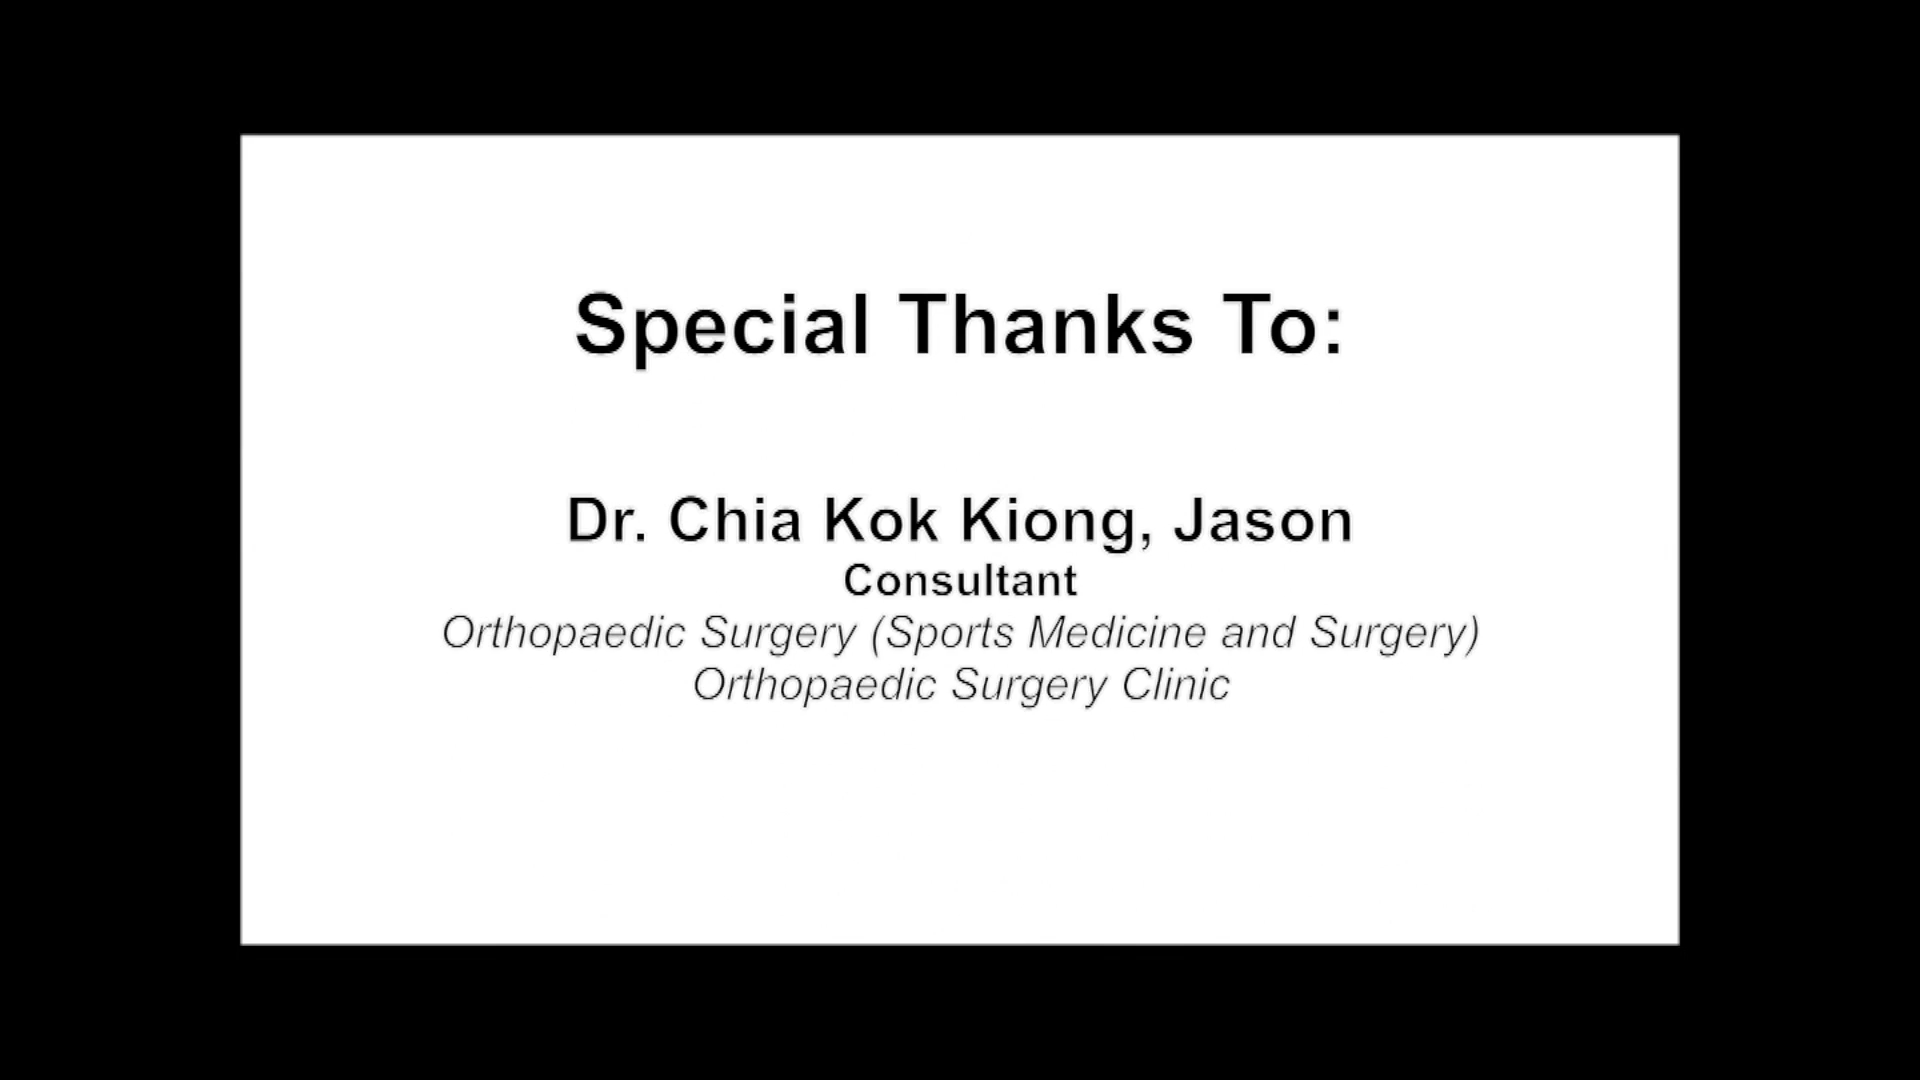 Special Thanks To:
Dr. Chia Kok Kiong, Jason
Consultant
Orthopaedic Surgery (Sports Medicine and Surgery)
Orthopaedic Surgery Clinic